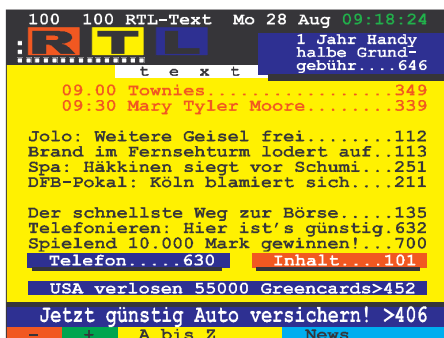 100 100 RTL-Text Mo 28 Aug 09:18:24
RTL
text
1 Jahr Handy
halbe Grund-
gebühr....646
09.00 Townies................349
09:30 Mary Tyler Moore.......339
Jolo: Weitere Geisel frei.......112
Brand im Fernsehturm lodert auf..113
Spa: Häkkinen siegt vor Schumi...251
DFB-Pokal: Köln blamiert sich....211
Der schnellste Weg zur Börse.....135
Telefonieren: Hier ist's günstig.632
Spielend 10.000 Mark gewinnen!...700
Telefon.....630 Inhalt....101
USA verlosen 55000 Greencards>452
Jetzt günstig Auto versichern! >406
- + A bis Z News